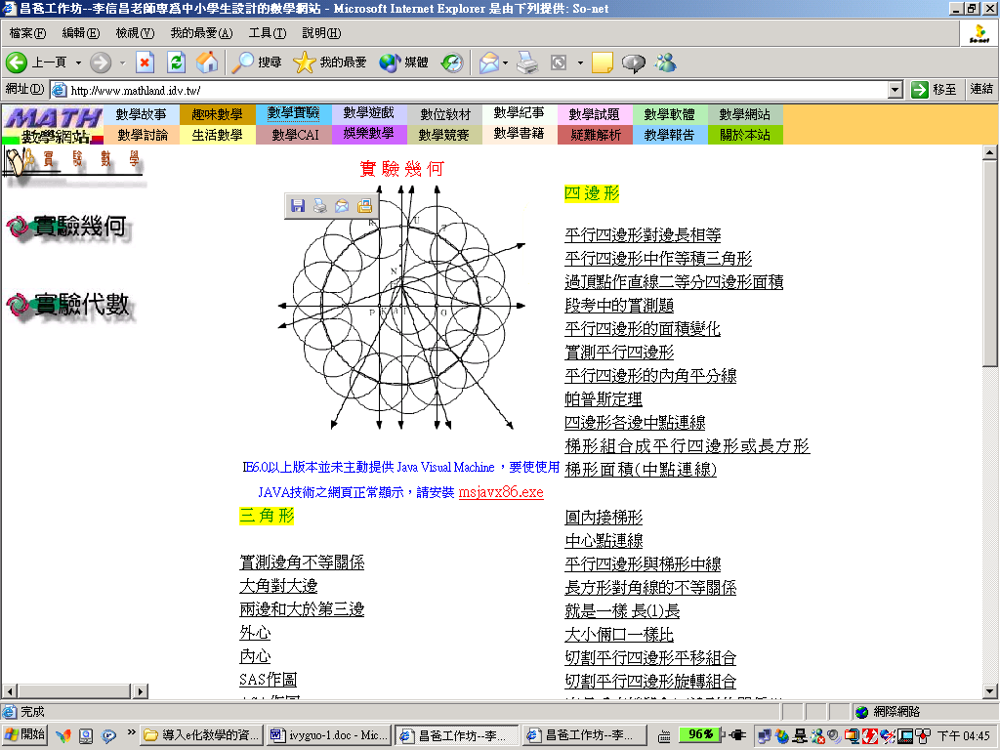 昌爸工作坊--李信昌老師專為中小學生設計的數學網站 - Microsoft Internet Explorer 是由下列提供: So-net
檔案(F) 編輯(E) 檢視(V) 我的最愛(A) 工具(T) 說明(H)
So-net
上一頁 搜尋 我的最愛 媒體
網址(D) http://www.mathland.idv.tw/ 移至 連結
MATH 數學故事 趣味數學 數學實驗 數學遊戲 數位教材 數學紀事 數學試題 數學軟體 數學網站
數學網站 數學討論 生活數學 數學CAI 娛樂數學 數學競賽 數學書籍 疑難解析 教學報告 關於本站
實驗數學
實驗幾何
實驗代數
實驗幾何
U
N
P
O
C
IE6.0以上版本並未主動提供 Java Visual Machine ，要使使用
JAVA技術之網頁正常顯示，請安裝 msjavx86.exe
三角形
實測邊角不等關係
大角對大邊
兩邊和大於第三邊
外心
內心
SAS作圖
四邊形
平行四邊形對邊長相等
平行四邊形中作等積三角形
過頂點作直線二等分四邊形面積
段考中的實測題
平行四邊形的面積變化
實測平行四邊形
平行四邊形的內角平分線
帕普斯定理
四邊形各邊中點連線
梯形組合成平行四邊形或長方形
梯形面積(中點連線)
圓內接梯形
中心點連線
平行四邊形與梯形中線
長方形對角線的不等關係
就是一樣 長(1)長
大小倆口一樣比
切割平行四邊形平移組合
切割平行四邊形旋轉組合
完成 網際網路
開始 導入e化教學的資... ivyguo-1.doc - Mic... 昌爸工作坊--李... 昌爸工作坊--李... 96% 下午 04:45